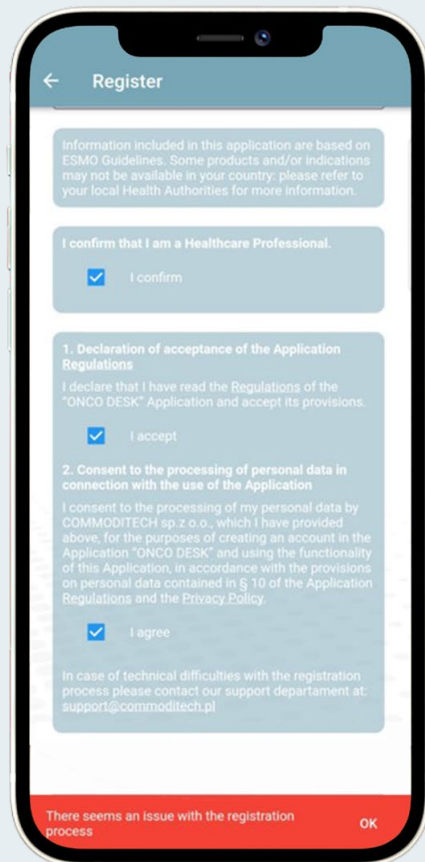 Register
Information included in this application are based on
ESMO Guidelines. Some products and/or indications
may not be available in your country: please refer to
your local Health Authorities for more information.
I confirm that I am a Healthcare Professional.
I confirm
1. Declaration of acceptance of the Application
Regulations
I declare that I have read the Regulations of the
"ONCO DESK" Application and accept its provisions.
I accept
2. Consent to the processing of personal data in
connection with the use of the Application
I consent to the processing of my personal data by
COMMODITECH sp.z o.o., which I have provided
above, for the purposes of creating an account in the
Application "ONCO DESK" and using the functionality
of this Application, in accordance with the provisions
on personal data contained in § 10 of the Application
Regulations and the Privacy Policy.
I agree
In case of technical difficulties with the registration
process please contact our support departament at:
support@commoditech.pl
There seems an issue with the registration
process
OK